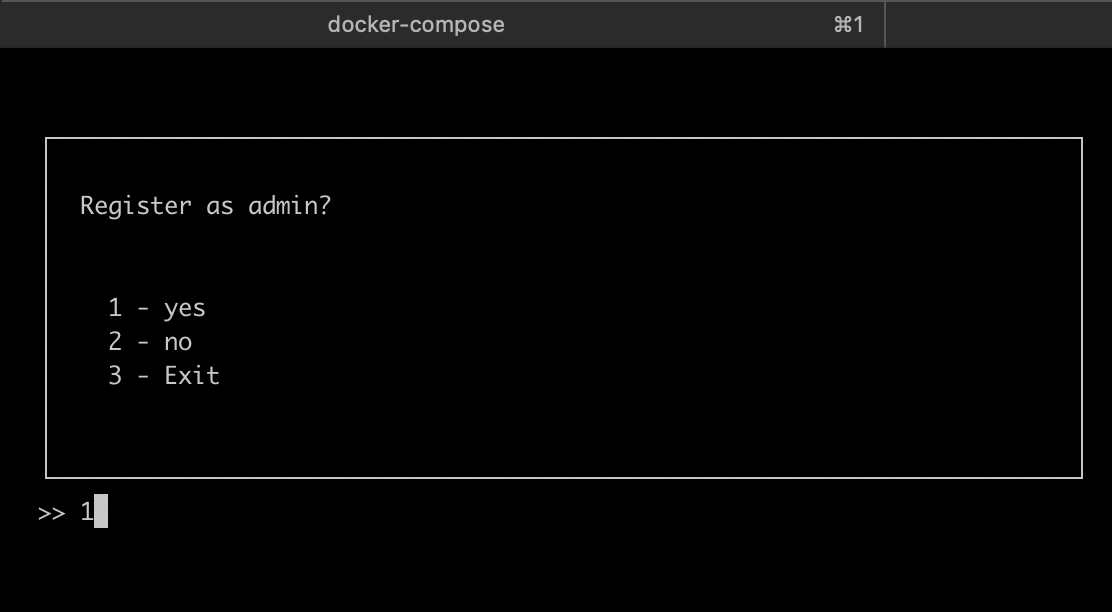 docker-compose ⌘1
Register as admin?
1 - yes
2 - no
3 - Exit
>> 1